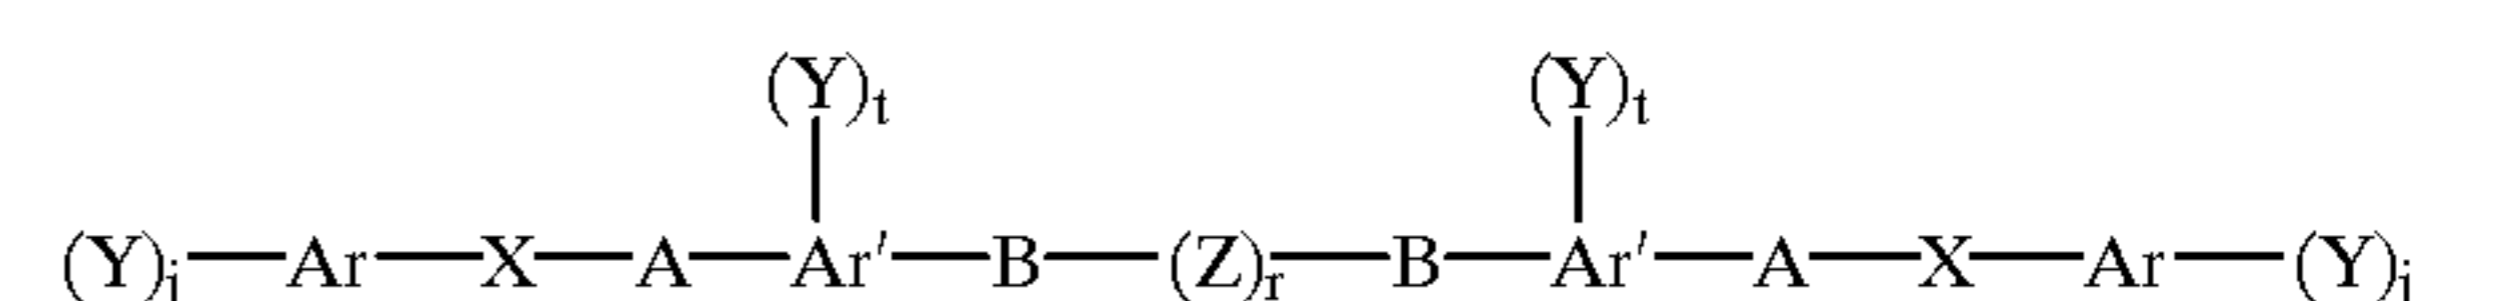 (Y)t (Y)t
(Y)i—Ar—X—A—Ar'—B—(Z)r—B—Ar'—A—X—Ar—(Y)i